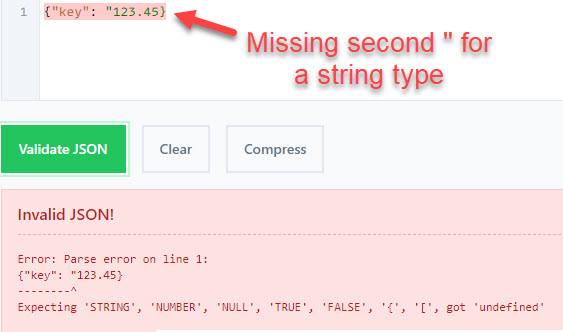 1 {"key": "123.45}
Missing second " for
a string type
Validate JSON Clear Compress
Invalid JSON!
Error: Parse error on line 1:
{"key": "123.45}
--------^
Expecting 'STRING', 'NUMBER', 'NULL', 'TRUE', 'FALSE', '{', '[', got 'undefined'